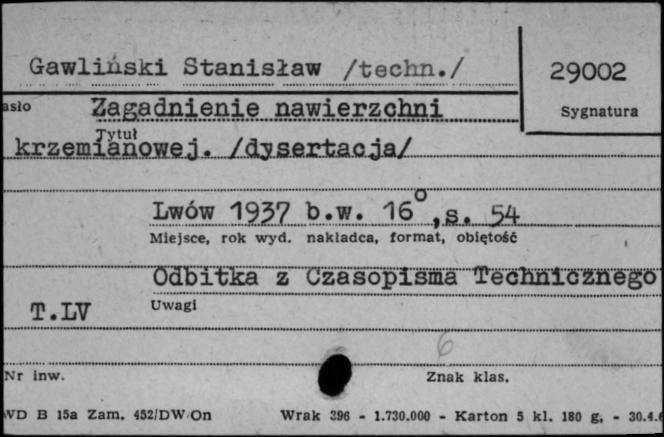 Gawliński Stanisław /techn./
29002
asło
Zagadnienie nawierzchni
Sygnatura
Tytuł
krzemianowej. /dysertacja/
Lwów 1937 b.w. 16°, s. 54
Miejsce, rok wyd. nakładca, format, objętość
Odbitka z Czasopisma Technicznego
T.LV
Uwagi
6
Nr inw.
Znak klas.
WD B 15a Zam. 452/DW/On Wrak 396 - 1.730.000 - Karton 5 kl. 180 g. - 30.4.6